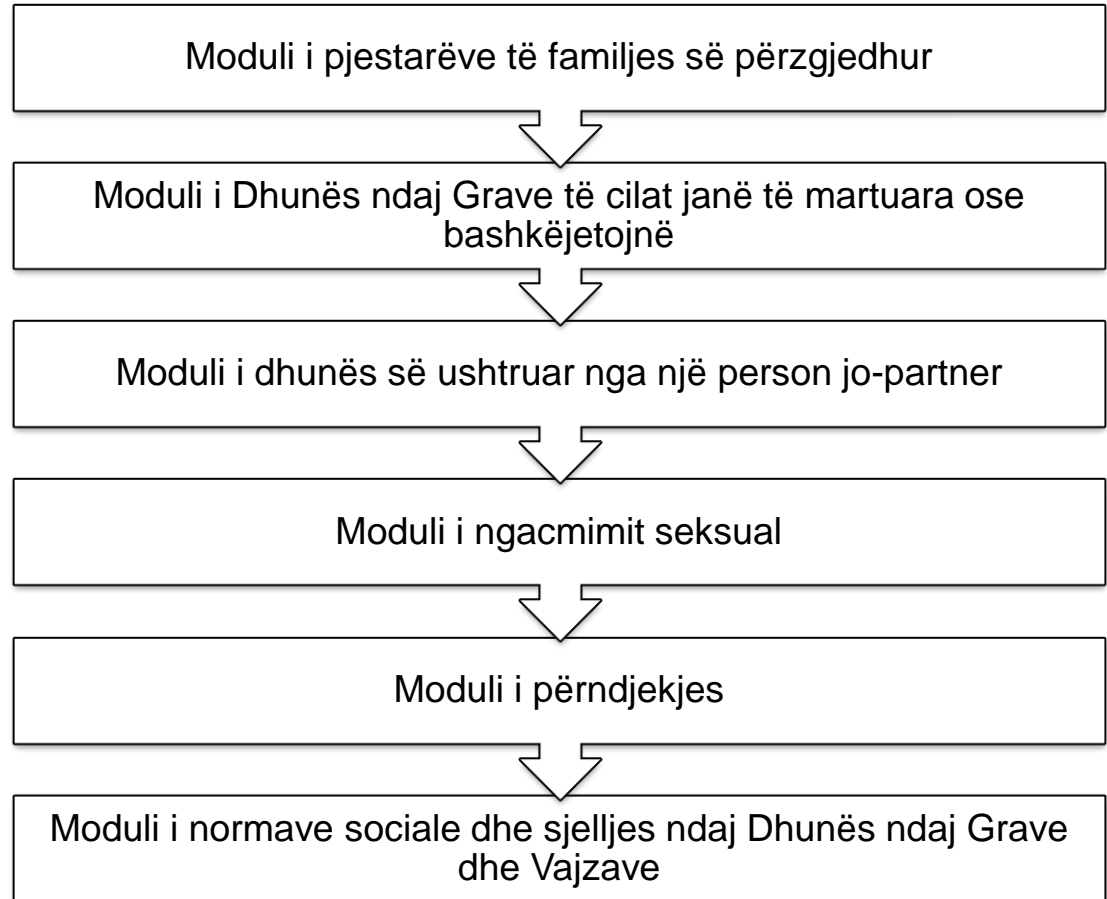 Moduli i pjestarëve të familjes së përzgjedhur
Moduli i Dhunës ndaj Grave të cilat janë të martuara ose
bashkëjetojnë
Moduli i dhunës së ushtruar nga një person jo-partner
Moduli i ngacmimit seksual
Moduli i përndjekjes
Moduli i normave sociale dhe sjelljes ndaj Dhunës ndaj Grave
dhe Vajzave